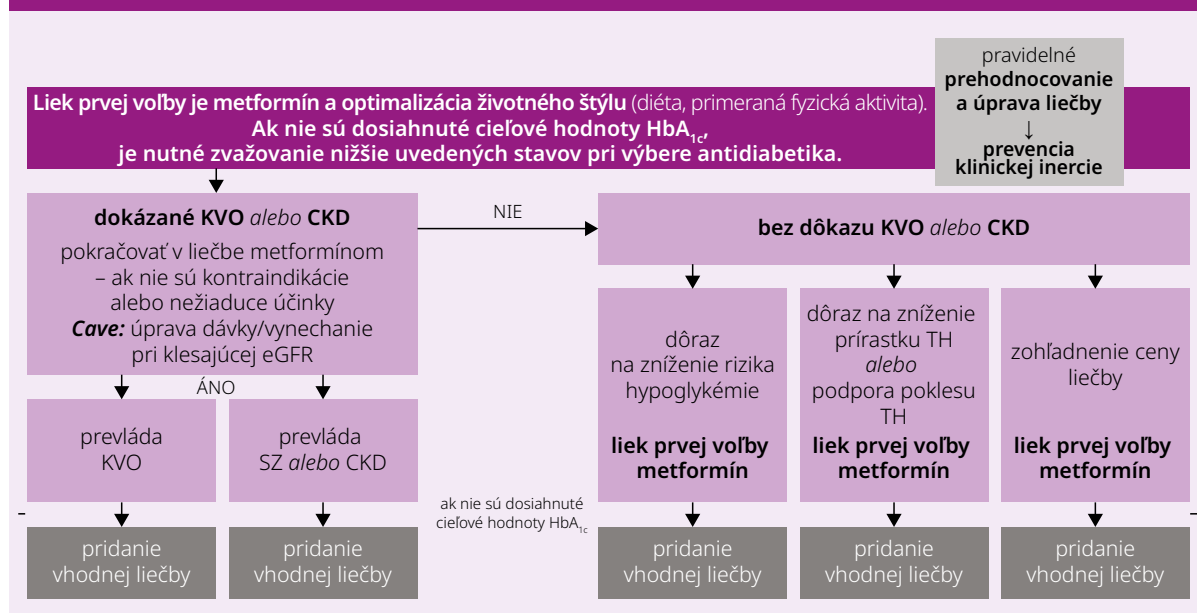 pravidelné
prehodnocovanie
a úprava liečby
↓
prevencia
klinickej inercie
Liek prvej voľby je metformín a optimalizácia životného štýlu (diéta, primeraná fyzická aktivita).
Ak nie sú dosiahnuté cieľové hodnoty HbA1c,
je nutné zvažovanie nižšie uvedených stavov pri výbere antidiabetika.
dokázané KVO alebo CKD
pokračovať v liečbe metformínom
– ak nie sú kontraindikácie
alebo nežiaduce účinky
Cave: úprava dávky/vynechanie
pri klesajúcej eGFR
NIE
bez dôkazu KVO alebo CKD
ÁNO
prevláda
KVO
prevláda
SZ alebo CKD
dôraz
na zníženie rizika
hypoglykémie
liek prvej voľby
metformín
dôraz na zníženie
prírastku TH
alebo
podpora poklesu
TH
liek prvej voľby
metformín
zohľadnenie ceny
liečby
liek prvej voľby
metformín
ak nie sú dosiahnuté
cieľové hodnoty HbA1c
pridanie
vhodnej liečby
pridanie
vhodnej liečby
pridanie
vhodnej liečby
pridanie
vhodnej liečby
pridanie
vhodnej liečby